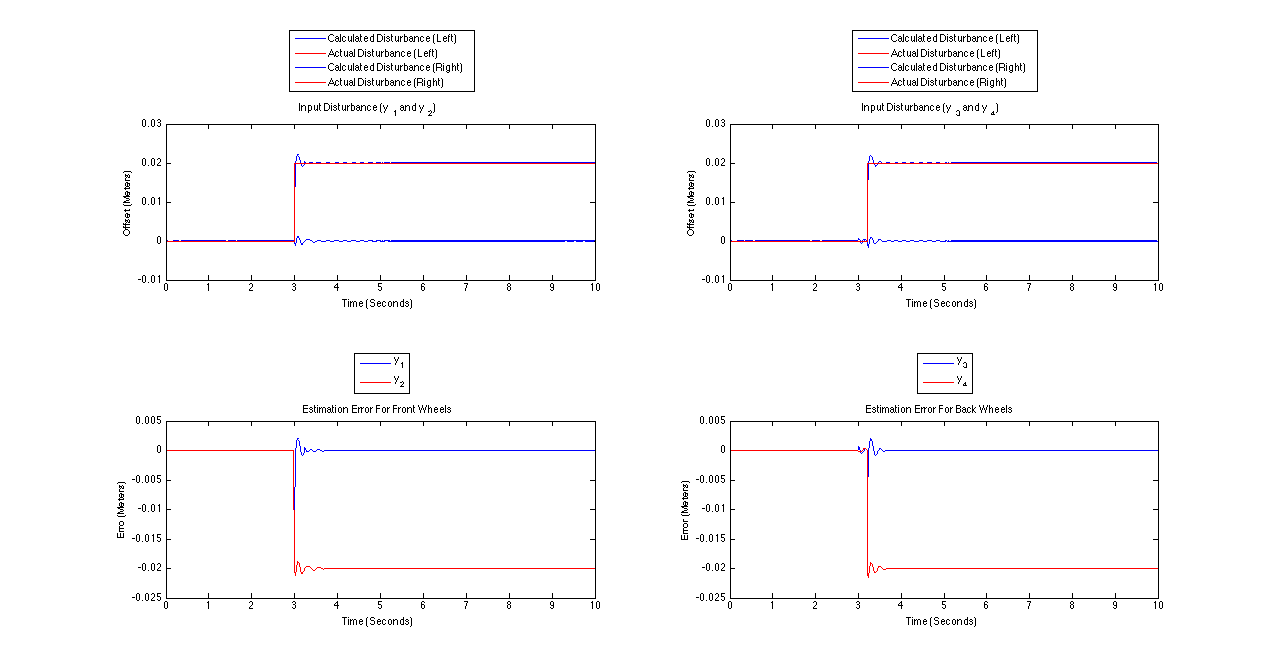 Calculated Disturbance (Left)
Actual Disturbance (Left)
Calculated Disturbance (Right)
Actual Disturbance (Right)
Input Disturbance (y 1 and y 2)
0.03
0.02
0.01
0
-0.01
Offset (Meters)
0 1 2 3 4 5 6 7 8 9 10
Time (Seconds)
Calculated Disturbance (Left)
Actual Disturbance (Left)
Calculated Disturbance (Right)
Actual Disturbance (Right)
Input Disturbance (y 3 and y 4)
0.03
0.02
0.01
0
-0.01
Offset (Meters)
0 1 2 3 4 5 6 7 8 9 10
Time (Seconds)
y1
y2
Estimation Error For Front Wheels
0.005
0
-0.005
-0.01
-0.015
-0.02
-0.025
Erro (Meters)
0 1 2 3 4 5 6 7 8 9 10
Time (Seconds)
y3
y4
Estimation Error For Back Wheels
0.005
0
-0.005
-0.01
-0.015
-0.02
-0.025
Error (Meters)
0 1 2 3 4 5 6 7 8 9 10
Time (Seconds)